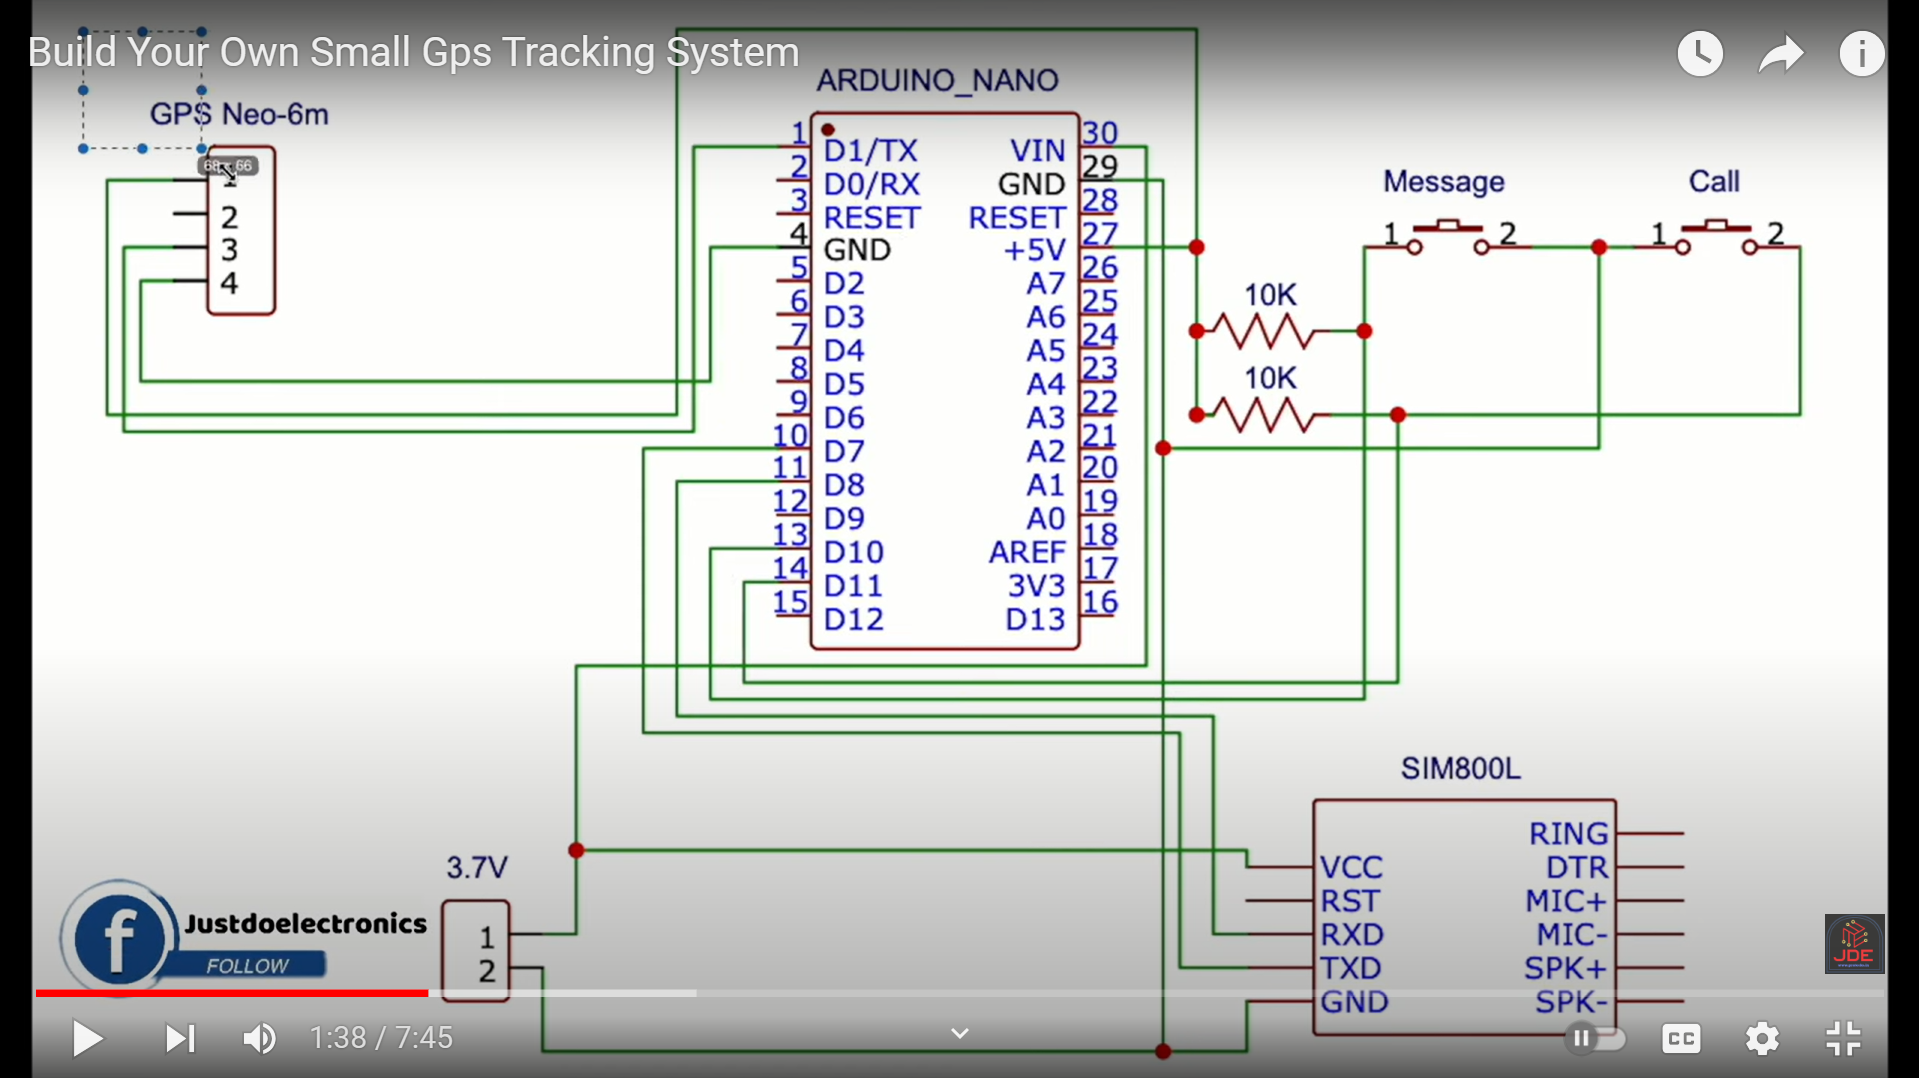 Build Your Own Small Gps Tracking System
ARDUINO_NANO
GPS Neo-6m
68 x 66
1
2
3
4
1 D1/TX VIN 30
2 D0/RX GND 29
3 RESET RESET 28
4 GND +5V 27
5 D2 A7 26
6 D3 A6 25
7 D4 A5 24
8 D5 A4 23
9 D6 A3 22
10 D7 A2 21
11 D8 A1 20
12 D9 A0 19
13 D10 AREF 18
14 D11 3V3 17
15 D12 D13 16
Message Call
1 2 1 2
10K
10K
SIM800L
RING
VCC DTR
RST MIC+
RXD MIC-
TXD SPK+
GND SPK-
3.7V
1
2
f Justdoelectronics
FOLLOW
JDE
1:38 / 7:45
CC